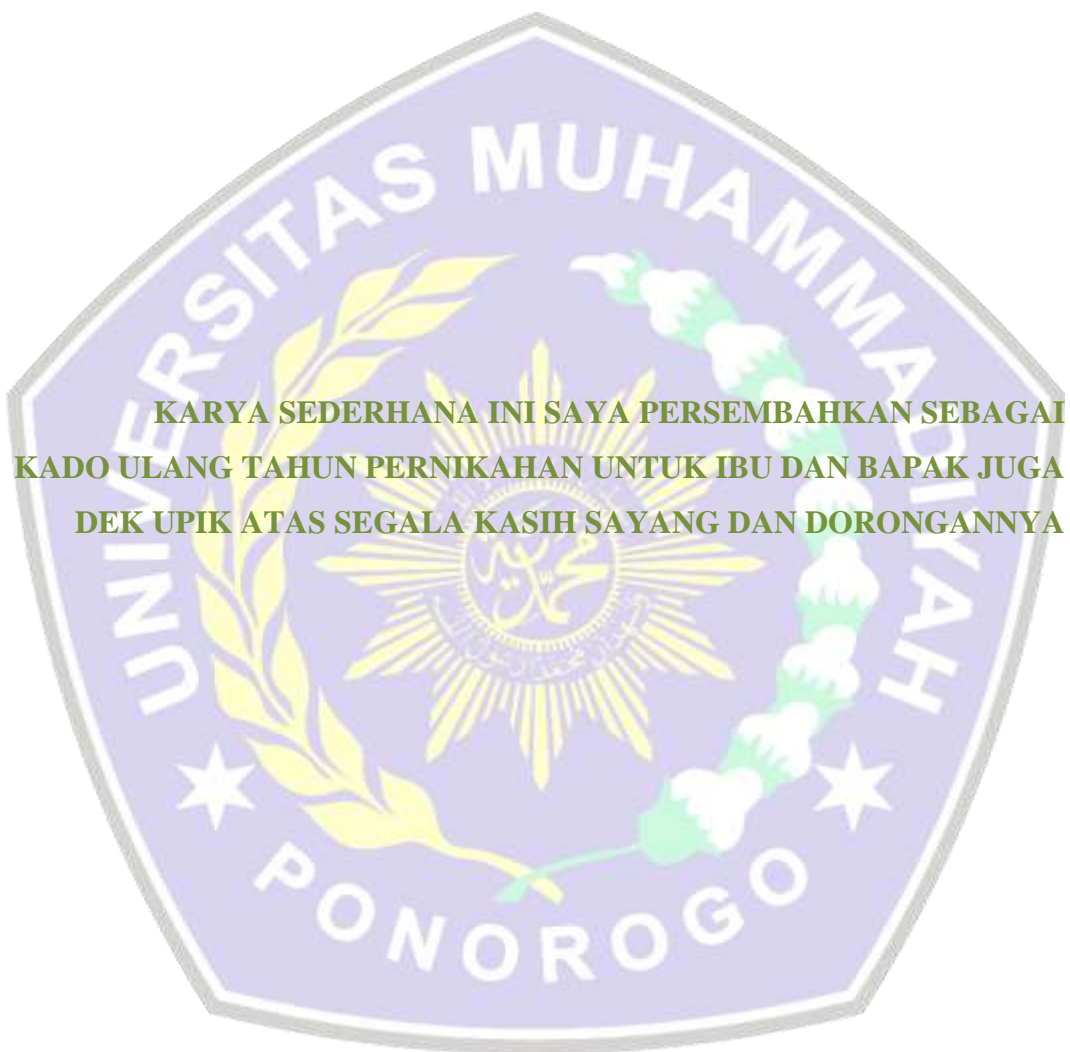 UNIVERSITAS MUHAMMADIYAH
KARYA SEDERHANA INI SAYA PERSEMBAHKAN SEBAGAI
KADO ULANG TAHUN PERNIKAHAN UNTUK IBU DAN BAPAK JUGA
DEK UPIK ATAS SEGALA KASIH SAYANG DAN DORONGANNYA
PONOROGO